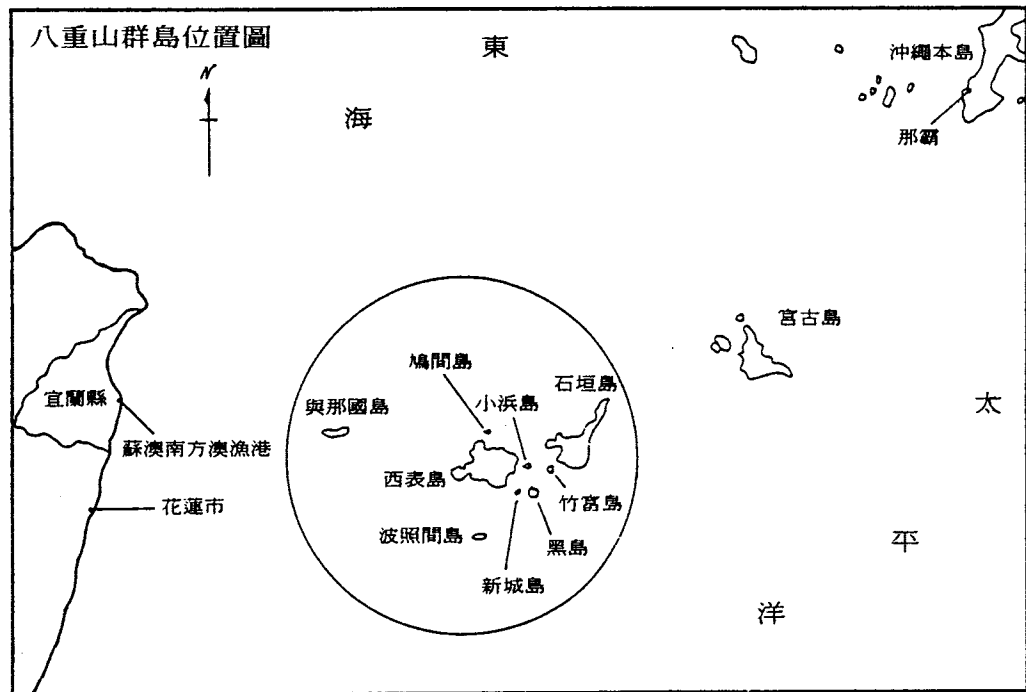 八重山群島位置圖
N
東
海
沖繩本島
那霸
宮古島
鳩間島
石垣島
小浜島
與那國島
宜蘭縣
蘇澳南方澳漁港
西表島
竹富島
花蓮市
波照間島
黑島
新城島
太
平
洋